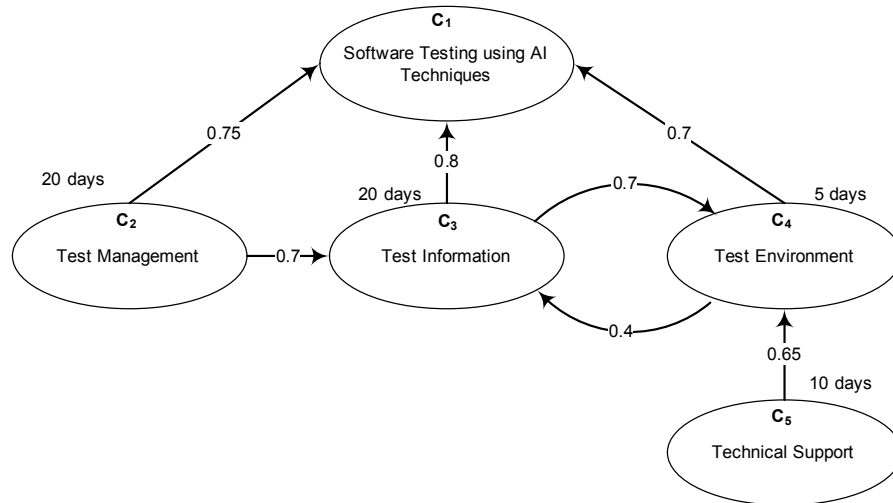 C1
Software Testing using AI
Techniques
0.75
0.7
0.8
20 days
20 days
0.7
5 days
C2
C3
C4
Test Management
0.7
Test Information
Test Environment
0.4
0.65
10 days
C5
Technical Support